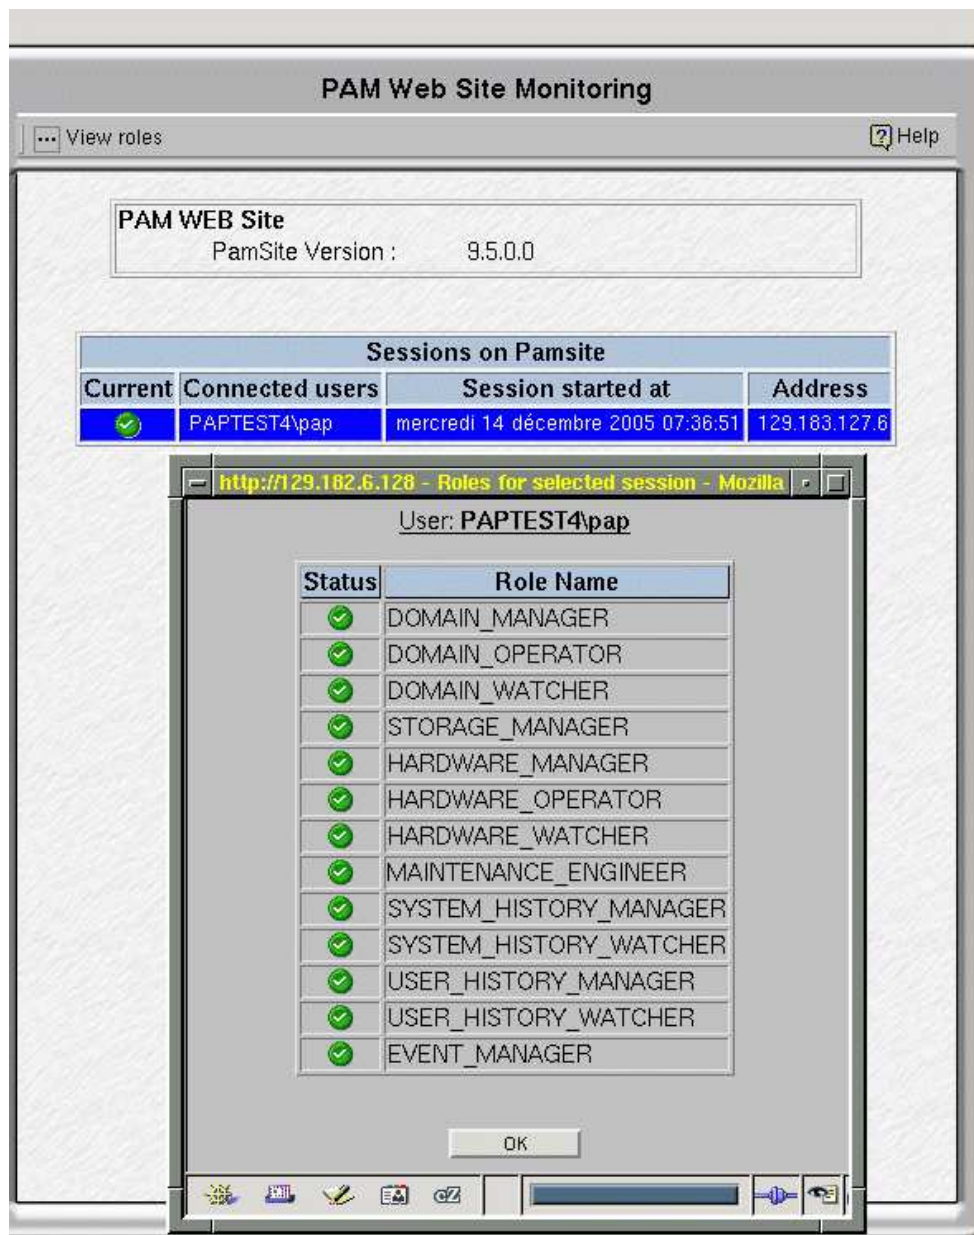 PAM Web Site Monitoring
View roles
Help
PAM WEB Site
PamSite Version : 9.5.0.0
Sessions on Pamsite
Current Connected users Session started at Address
PAPTEST4\pap mercredi 14 décembre 2005 07:36:51 129.183.127.6
http://129.182.6.128 - Roles for selected session - Mozilla
User: PAPTEST4\pap
Status Role Name
DOMAIN_MANAGER
DOMAIN_OPERATOR
DOMAIN_WATCHER
STORAGE_MANAGER
HARDWARE_MANAGER
HARDWARE_OPERATOR
HARDWARE_WATCHER
MAINTENANCE_ENGINEER
SYSTEM_HISTORY_MANAGER
SYSTEM_HISTORY_WATCHER
USER_HISTORY_MANAGER
USER_HISTORY_WATCHER
EVENT_MANAGER
OK